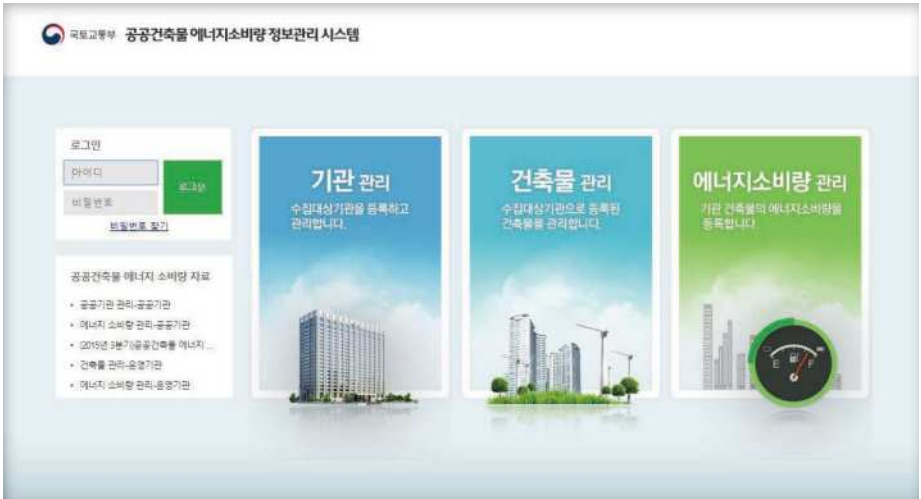 국토교통부 공공건축물 에너지소비량 정보관리 시스템
로그인
아이디
비밀번호
로그인
비밀번호 찾기
공공건축물 에너지 소비량 자료
• 공공기관 관리-공공기관
• 에너지 소비량 관리-공공기관
• (2015년 3분기)공공건축물 에너지 ...
• 건축물 관리-운영기관
• 에너지 소비량 관리-운영기관
기관 관리
수집대상기관을 등록하고
관리합니다.
건축물 관리
수집대상기관으로 등록된
건축물을 관리합니다.
에너지소비량 관리
기관 건축물의 에너지소비량을
등록합니다.
E F